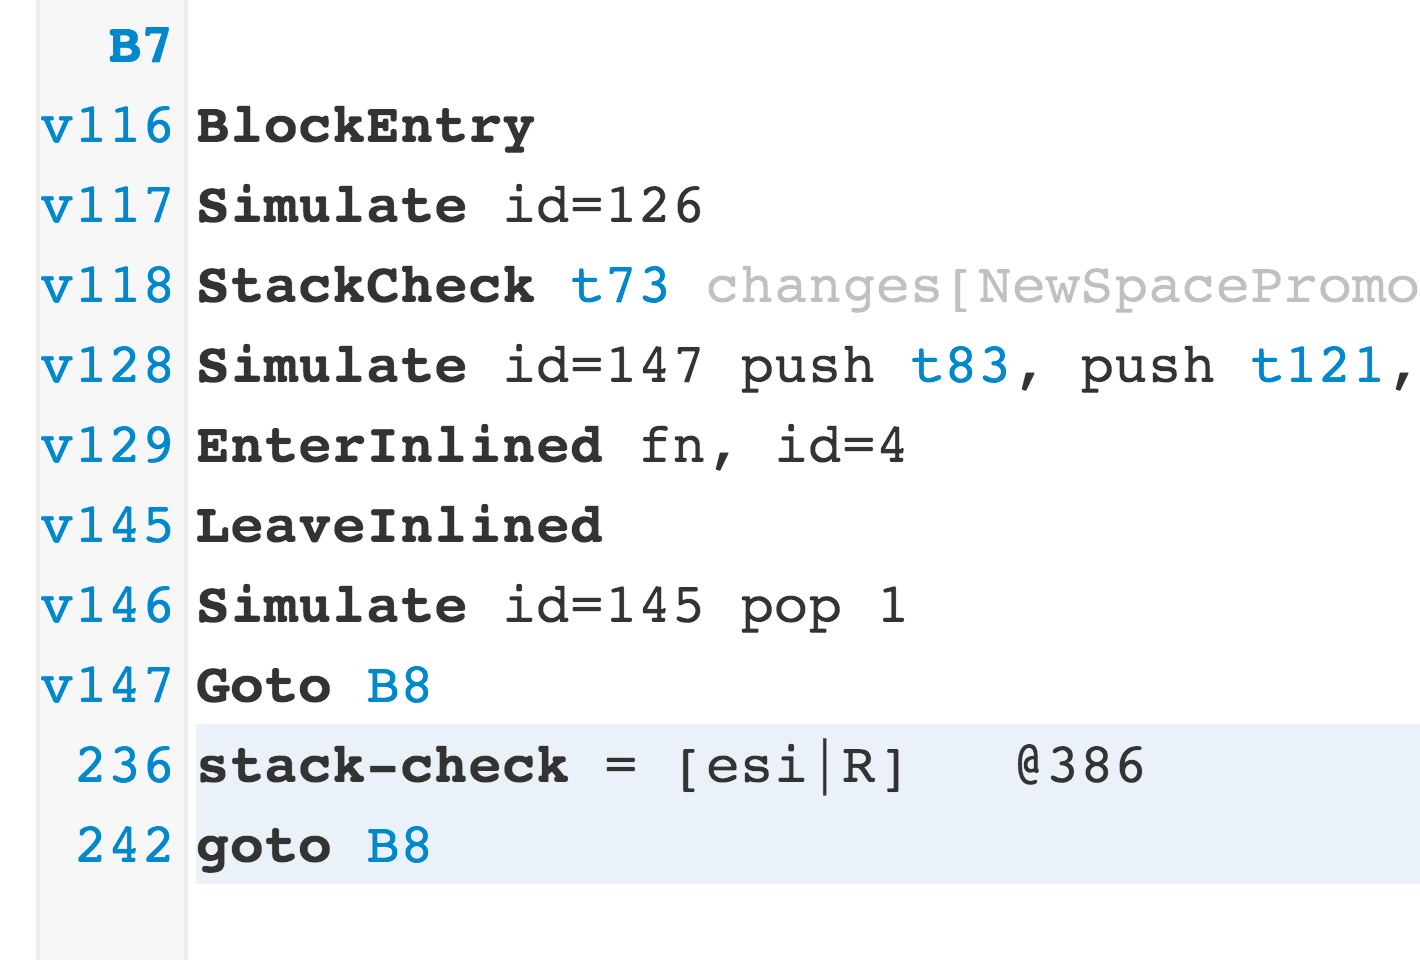 B7
v116 BlockEntry
v117 Simulate id=126
v118 StackCheck t73 changes[NewSpacePromo
v128 Simulate id=147 push t83, push t121,
v129 EnterInlined fn, id=4
v145 LeaveInlined
v146 Simulate id=145 pop 1
v147 Goto B8
236 stack-check = [esi|R] @386
242 goto B8